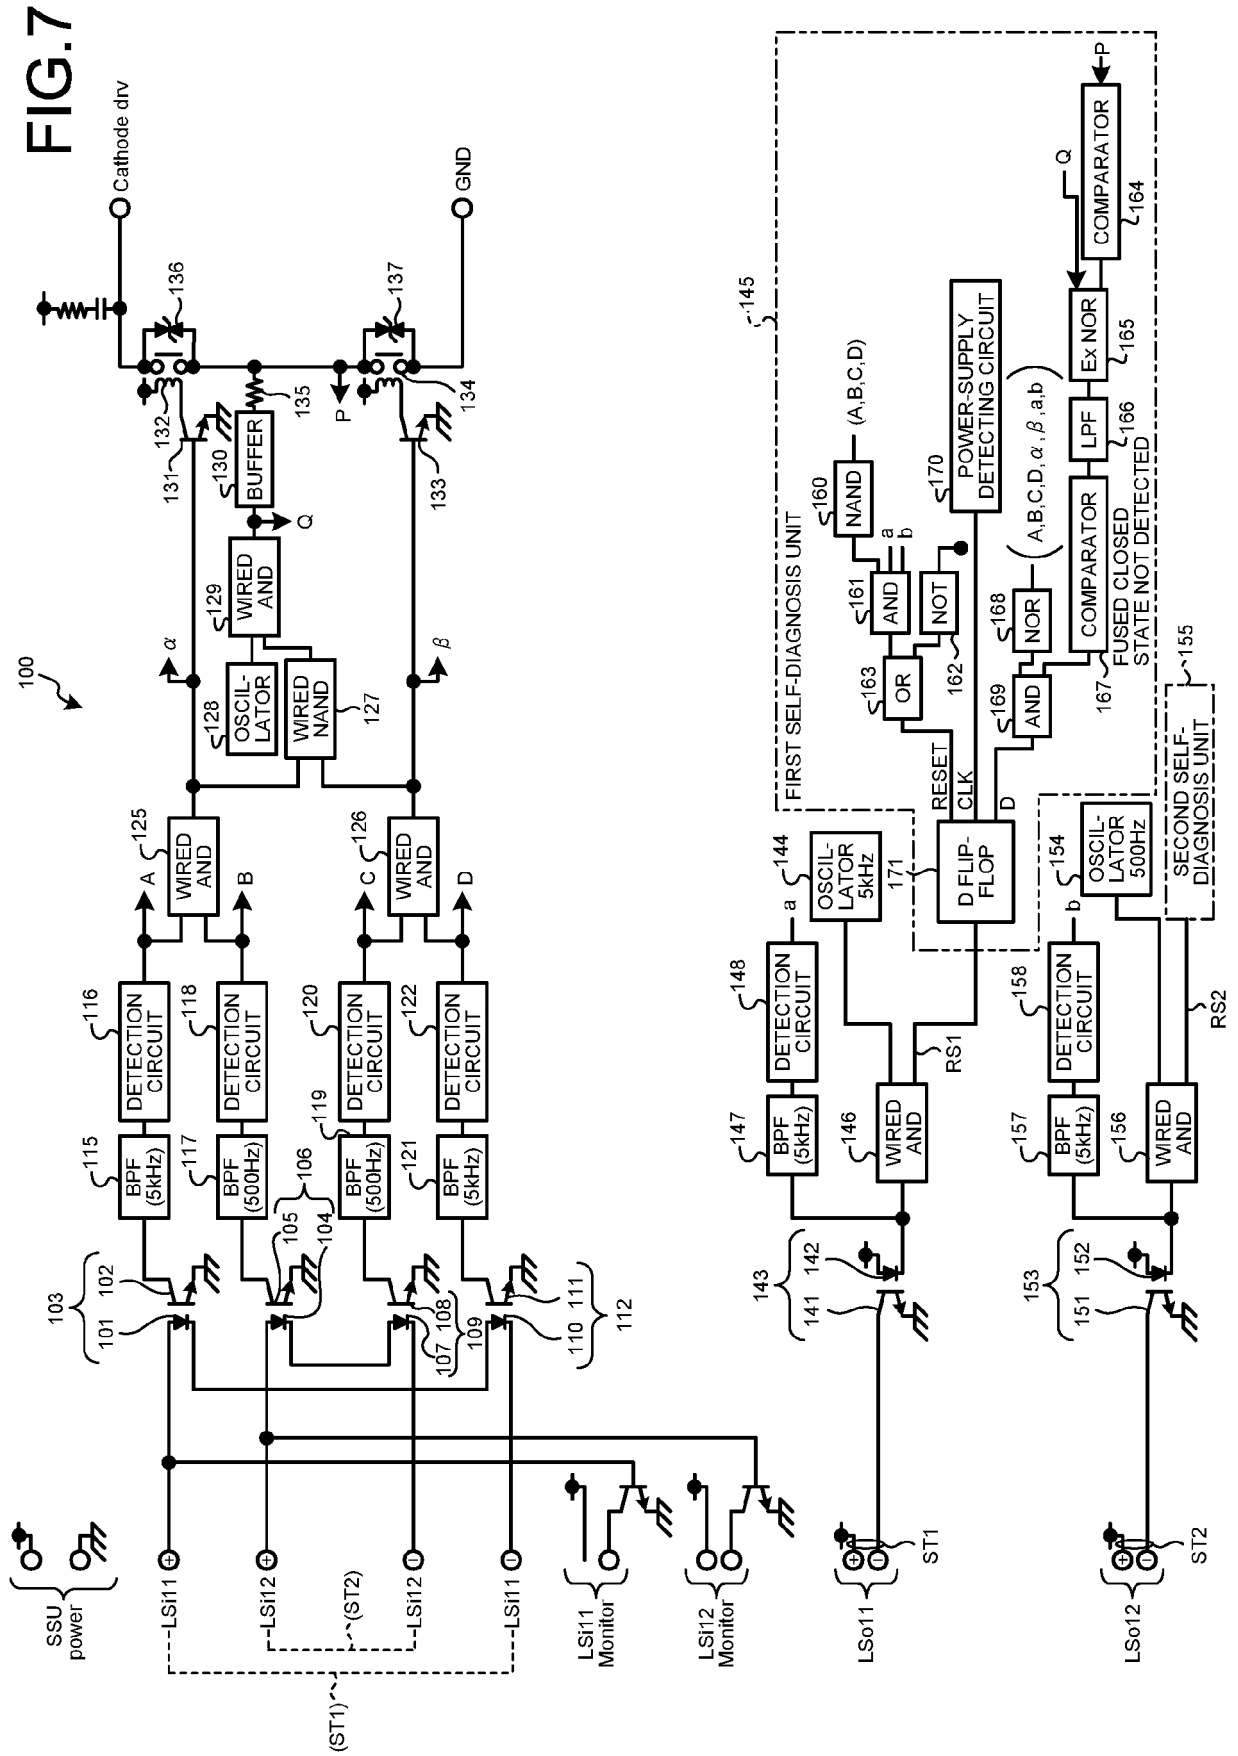 FIG.7
100
SSU
power
LSi11
LSi12
LSi12
LSi11
(ST1)
(ST2)
LSi11
Monitor
LSi12
Monitor
103
101
102
105
106
104
107
108
109
110
111
112
115
BPF
(5kHz)
117
BPF
(500Hz)
119
BPF
(500Hz)
121
BPF
(5kHz)
116
DETECTION
CIRCUIT
118
DETECTION
CIRCUIT
120
DETECTION
CIRCUIT
122
DETECTION
CIRCUIT
A
B
C
D
125
WIRED
AND
126
WIRED
AND
α
β
128
OSCIL-
LATOR
WIRED
NAND
127
129
WIRED
AND
Q
130
BUFFER
135
131
132
133
134
P
136
137
Cathode drv
GND
LSo11
ST1
143
141
142
147
BPF
(5kHz)
146
WIRED
AND
148
DETECTION
CIRCUIT
a
RS1
144
OSCIL-
LATOR
5kHz
171
D FLIP-
FLOP
RESET
CLK
D
FIRST SELF-DIAGNOSIS UNIT
145
163
OR
161
AND
a
b
160
NAND
(A,B,C,D)
NOT
162
170
POWER-SUPPLY
DETECTING CIRCUIT
169
AND
168
NOR
(A,B,C,D, α , β ,a,b)
COMPARATOR
167
FUSED CLOSED
STATE NOT DETECTED
LPF
166
Ex NOR
165
Q
COMPARATOR
164
P
LSo12
ST2
153
151
152
157
BPF
(5kHz)
156
WIRED
AND
158
DETECTION
CIRCUIT
b
154
OSCIL-
LATOR
500Hz
RS2
SECOND SELF-
DIAGNOSIS UNIT
155